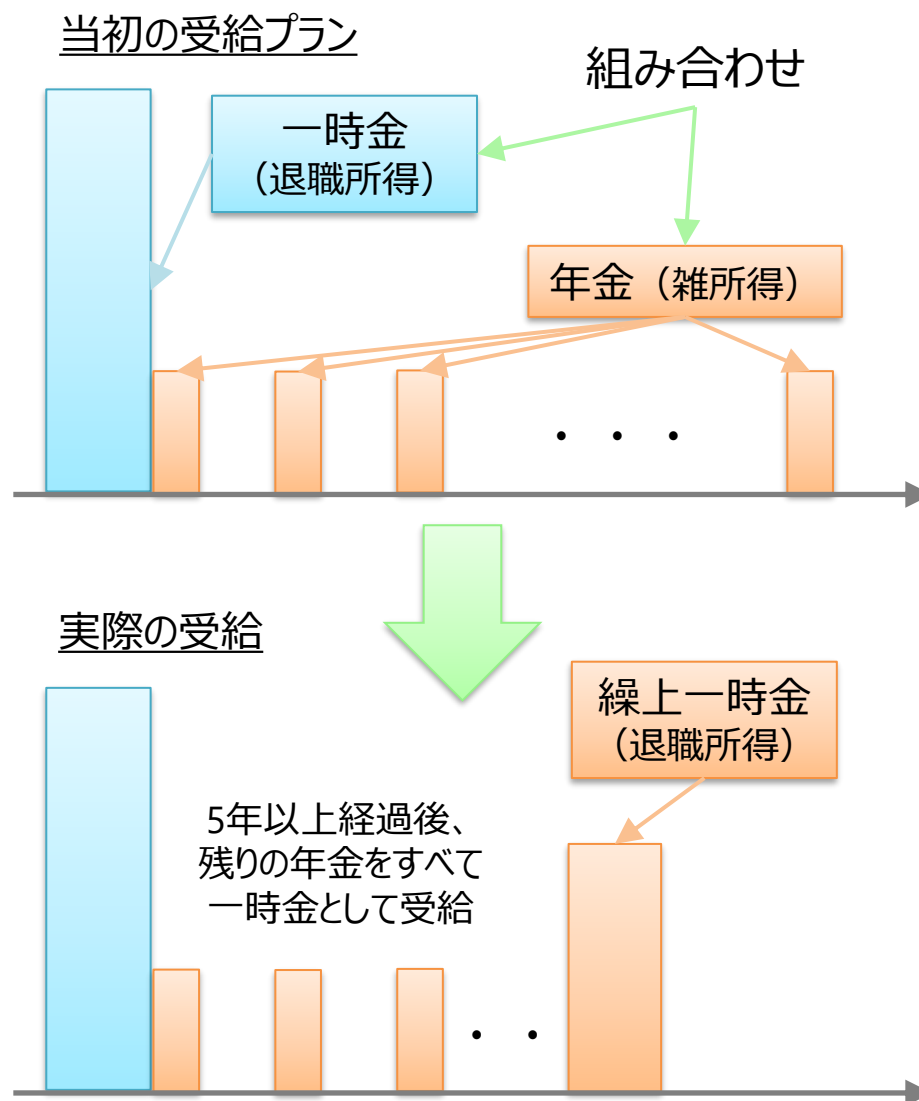 当初の受給プラン
組み合わせ
一時金
（退職所得）
年金（雑所得）
・・・
実際の受給
繰上一時金
（退職所得）
5年以上経過後、
残りの年金をすべて
一時金として受給
・・